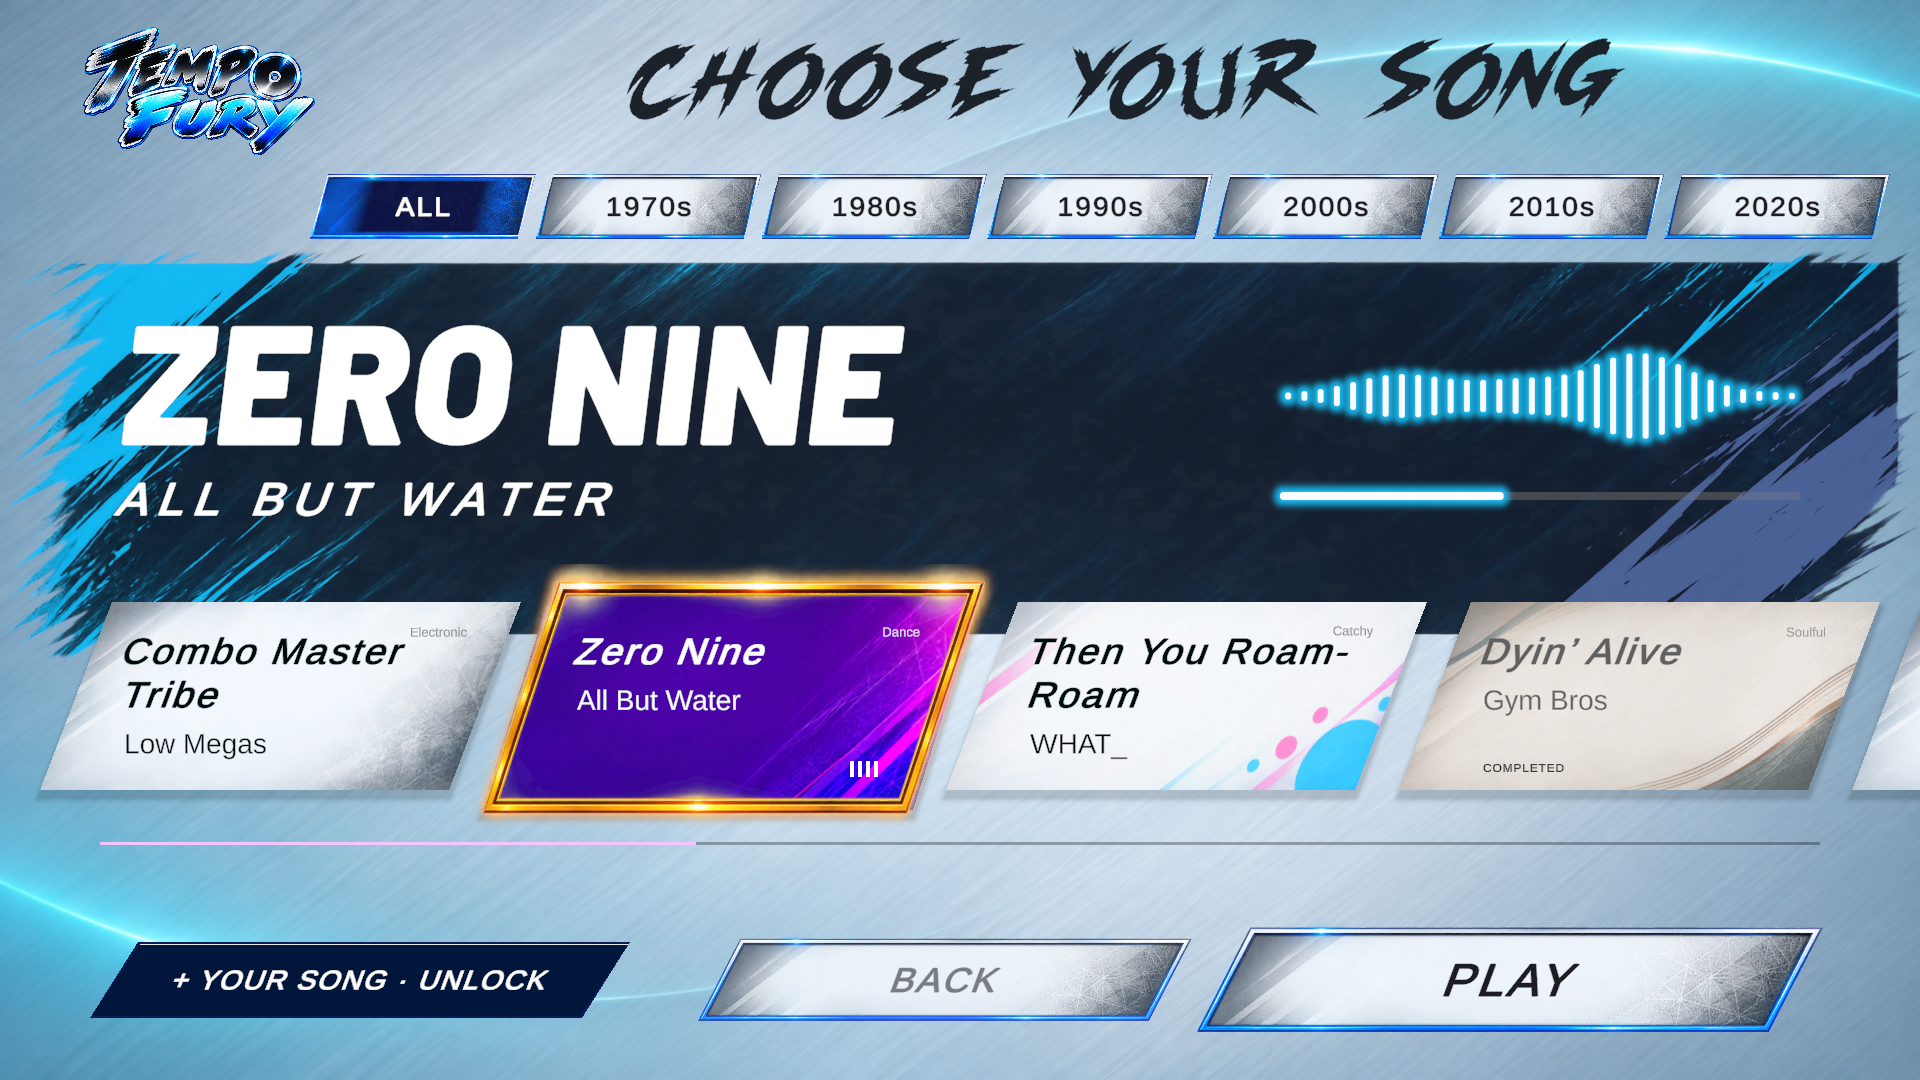 TEMPO
FURY
CHOOSE YOUR SONG
ALL
1970s
1980s
1990s
2000s
2010s
2020s
ZERO NINE
ALL BUT WATER
Combo Master
Tribe
Electronic
Low Megas
Zero Nine
Dance
All But Water
Then You Roam-
Roam
Catchy
WHAT_
Dyin’ Alive
Soulful
Gym Bros
COMPLETED
+ YOUR SONG · UNLOCK
BACK
PLAY